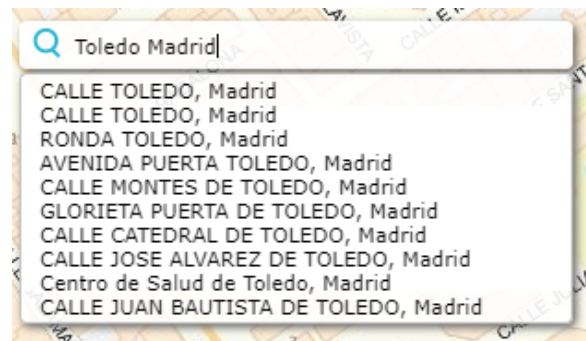 Toledo Madrid
CALLE TOLEDO, Madrid
CALLE TOLEDO, Madrid
RONDA TOLEDO, Madrid
AVENIDA PUERTA TOLEDO, Madrid
CALLE MONTES DE TOLEDO, Madrid
GLORIETA PUERTA DE TOLEDO, Madrid
CALLE CATEDRAL DE TOLEDO, Madrid
CALLE JOSE ALVAREZ DE TOLEDO, Madrid
Centro de Salud de Toledo, Madrid
CALLE JUAN BAUTISTA DE TOLEDO, Madrid